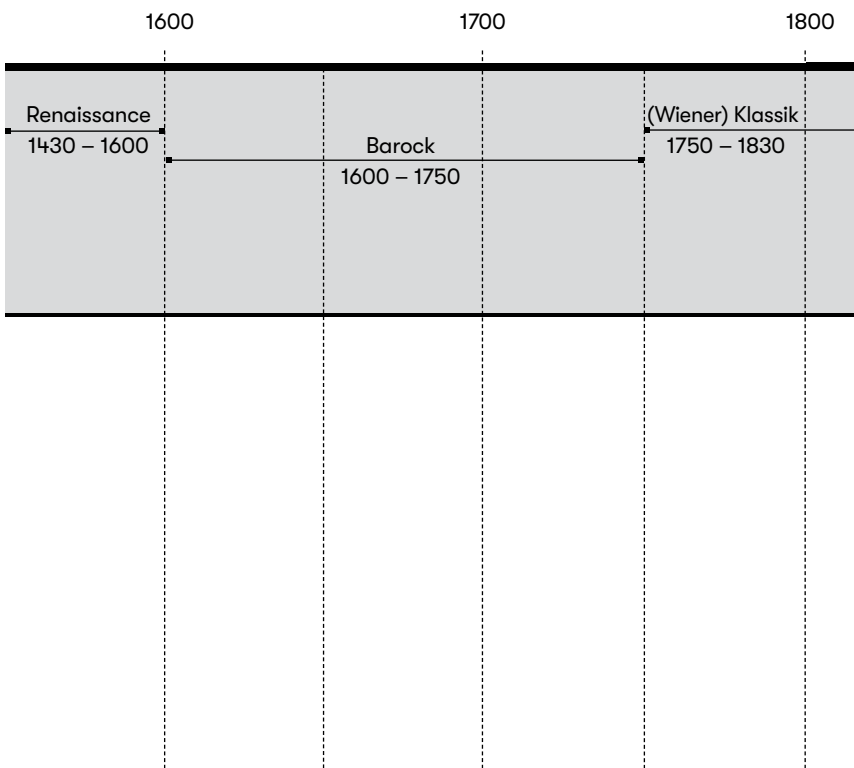 1600 1700 1800
Renaissance
1430 – 1600
Barock
1600 – 1750
(Wiener) Klassik
1750 – 1830